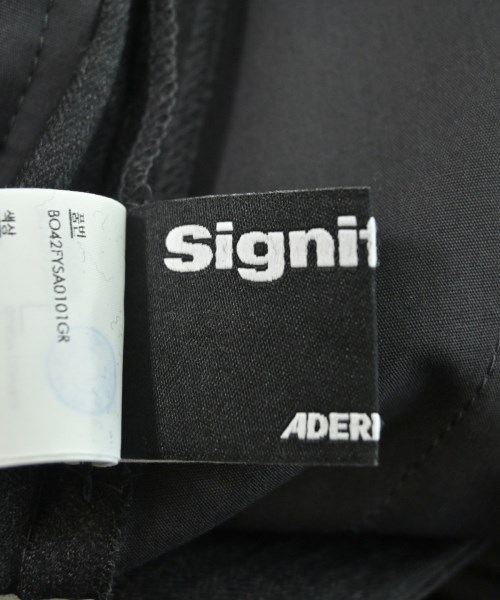 Signif
ADER
품번
BO42FYSA0101GR
색상